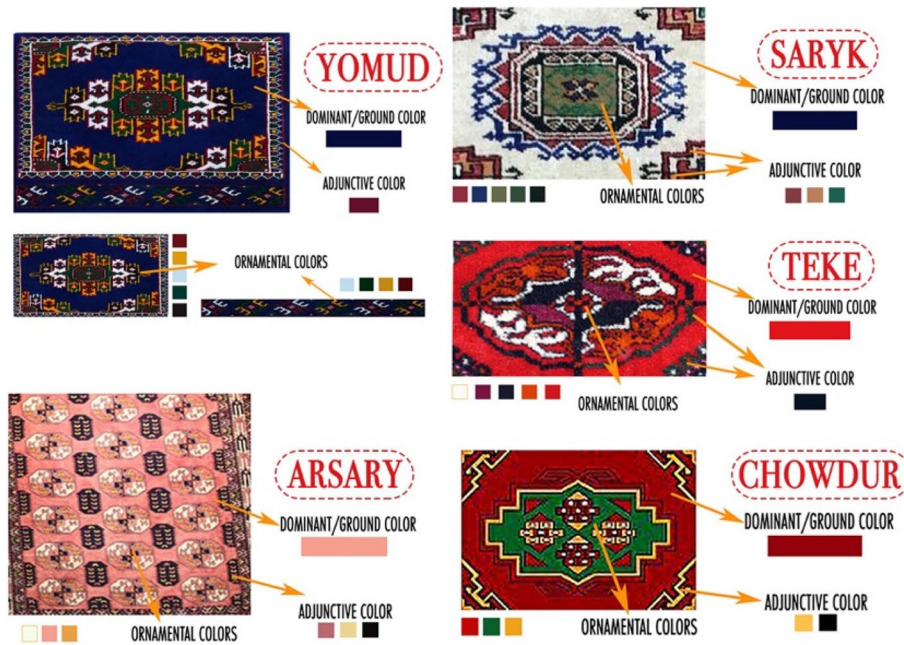 YOMUD
DOMINANT/GROUND COLOR
ADJUNCTIVE COLOR
ORNAMENTAL COLORS
SARYK
DOMINANT/GROUND COLOR
ADJUNCTIVE COLOR
ORNAMENTAL COLORS
TEKE
DOMINANT/GROUND COLOR
ADJUNCTIVE COLOR
ORNAMENTAL COLORS
ARSARY
DOMINANT/GROUND COLOR
ADJUNCTIVE COLOR
ORNAMENTAL COLORS
CHOWDUR
DOMINANT/GROUND COLOR
ADJUNCTIVE COLOR
ORNAMENTAL COLORS